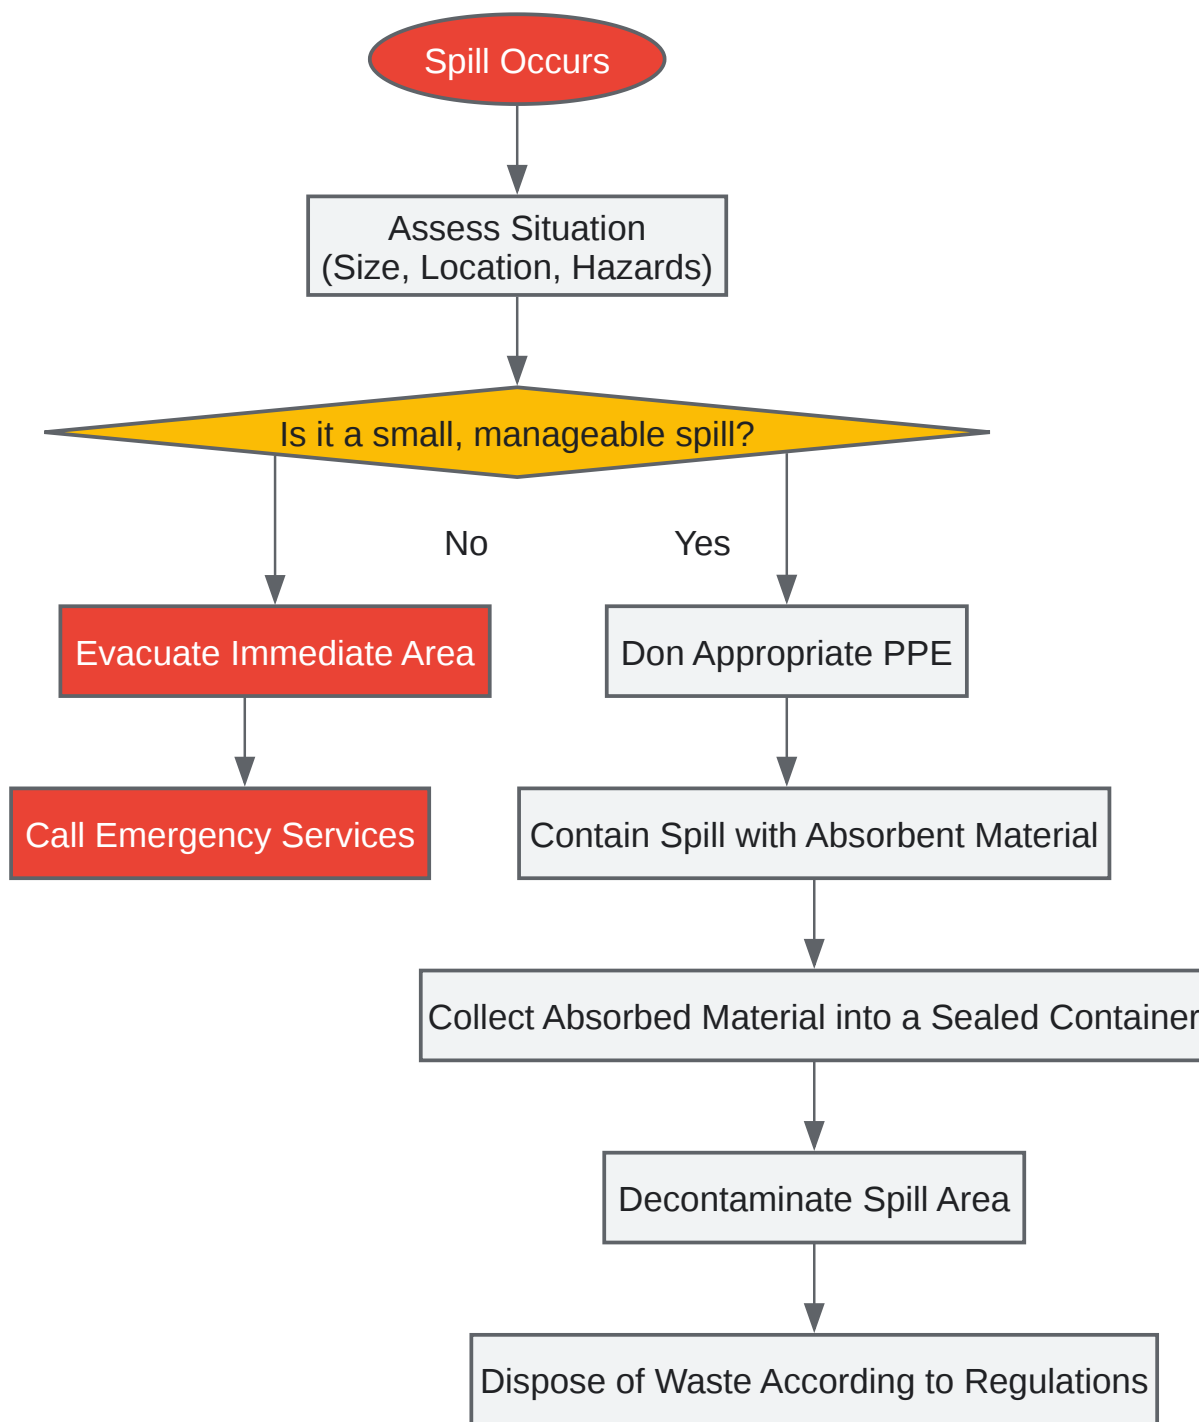 Spill Occurs
Assess Situation
(Size, Location, Hazards)
Is it a small, manageable spill?
No
Yes
Evacuate Immediate Area
Don Appropriate PPE
Call Emergency Services
Contain Spill with Absorbent Material
Collect Absorbed Material into a Sealed Container
Decontaminate Spill Area
Dispose of Waste According to Regulations